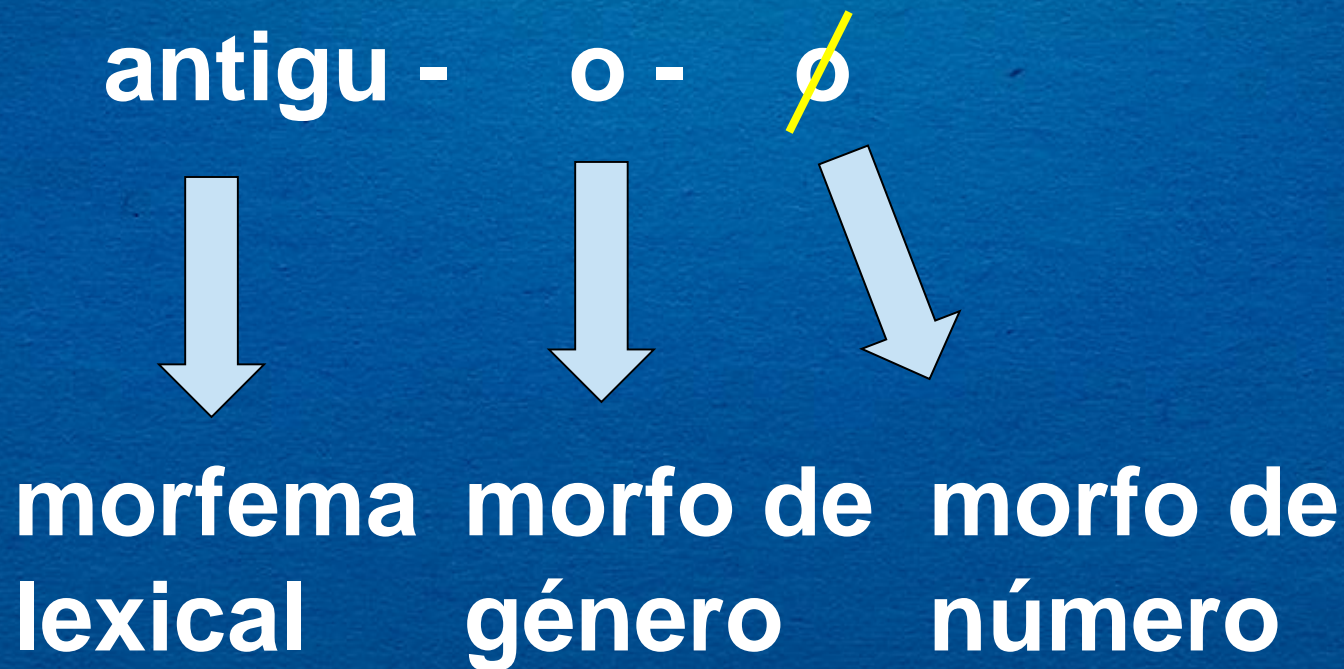 antigu - o - ø
morfema morfo de morfo de
lexical género número